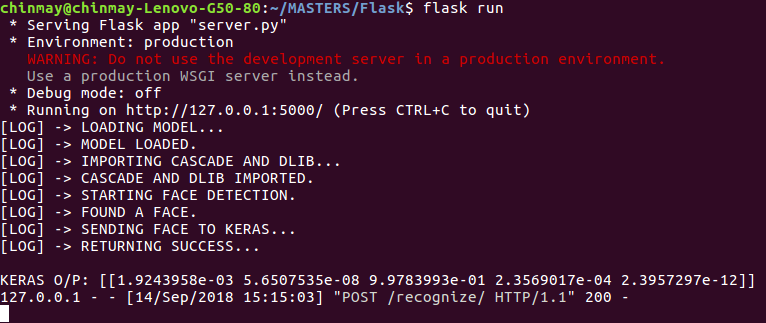 chinmay@chinmay-Lenovo-G50-80:~/MASTERS/Flask$ flask run
 * Serving Flask app "server.py"
 * Environment: production
   WARNING: Do not use the development server in a production environment.
   Use a production WSGI server instead.
 * Debug mode: off
 * Running on http://127.0.0.1:5000/ (Press CTRL+C to quit)
[LOG] -> LOADING MODEL...
[LOG] -> MODEL LOADED.
[LOG] -> IMPORTING CASCADE AND DLIB...
[LOG] -> CASCADE AND DLIB IMPORTED.
[LOG] -> STARTING FACE DETECTION.
[LOG] -> FOUND A FACE.
[LOG] -> SENDING FACE TO KERAS...
[LOG] -> RETURNING SUCCESS...
KERAS O/P: [[1.9243958e-03 5.6507535e-08 9.9783993e-01 2.3569017e-04 2.3957297e-12]]
127.0.0.1 - - [14/Sep/2018 15:15:03] "POST /recognize/ HTTP/1.1" 200 -